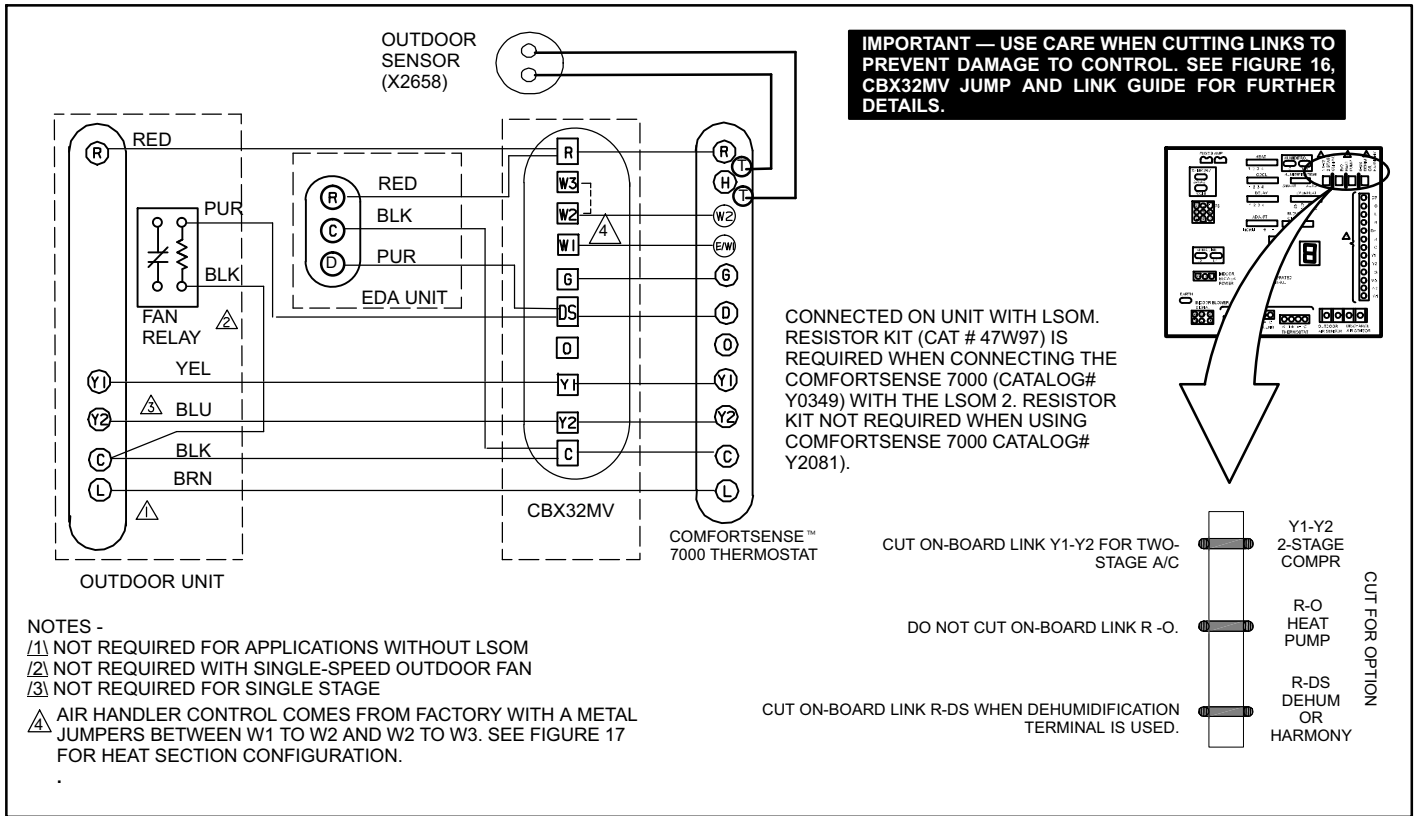 OUTDOOR
SENSOR
(X2658)
IMPORTANT — USE CARE WHEN CUTTING LINKS TO
PREVENT DAMAGE TO CONTROL. SEE FIGURE 16,
CBX32MV JUMP AND LINK GUIDE FOR FURTHER
DETAILS.
RED
R
PUR
BLK
FAN
RELAY
/2\
YEL
Y1
/3\ BLU
Y2
BLK
C
BRN
L
/1\
OUTDOOR UNIT
RED
R
BLK
C
PUR
D
EDA UNIT
R
W3
W2
W1
G
DS
O
Y1
Y2
C
/4\
CBX32MV
R
T
H
T
W2
E/W1
G
D
O
Y1
Y2
C
L
COMFORTSENSE™
7000 THERMOSTAT
CONNECTED ON UNIT WITH LSOM.
RESISTOR KIT (CAT # 47W97) IS
REQUIRED WHEN CONNECTING THE
COMFORTSENSE 7000 (CATALOG#
Y0349) WITH THE LSOM 2. RESISTOR
KIT NOT REQUIRED WHEN USING
COMFORTSENSE 7000 CATALOG#
Y2081).
CUT ON-BOARD LINK Y1-Y2 FOR TWO-
STAGE A/C
Y1-Y2
2-STAGE
COMPR
DO NOT CUT ON-BOARD LINK R -O.
R-O
HEAT
PUMP
CUT ON-BOARD LINK R-DS WHEN DEHUMIDIFICATION
TERMINAL IS USED.
R-DS
DEHUM
OR
HARMONY
CUT FOR OPTION
NOTES -
/1\ NOT REQUIRED FOR APPLICATIONS WITHOUT LSOM
/2\ NOT REQUIRED WITH SINGLE-SPEED OUTDOOR FAN
/3\ NOT REQUIRED FOR SINGLE STAGE
/4\ AIR HANDLER CONTROL COMES FROM FACTORY WITH A METAL
JUMPERS BETWEEN W1 TO W2 AND W2 TO W3. SEE FIGURE 17
FOR HEAT SECTION CONFIGURATION.
.